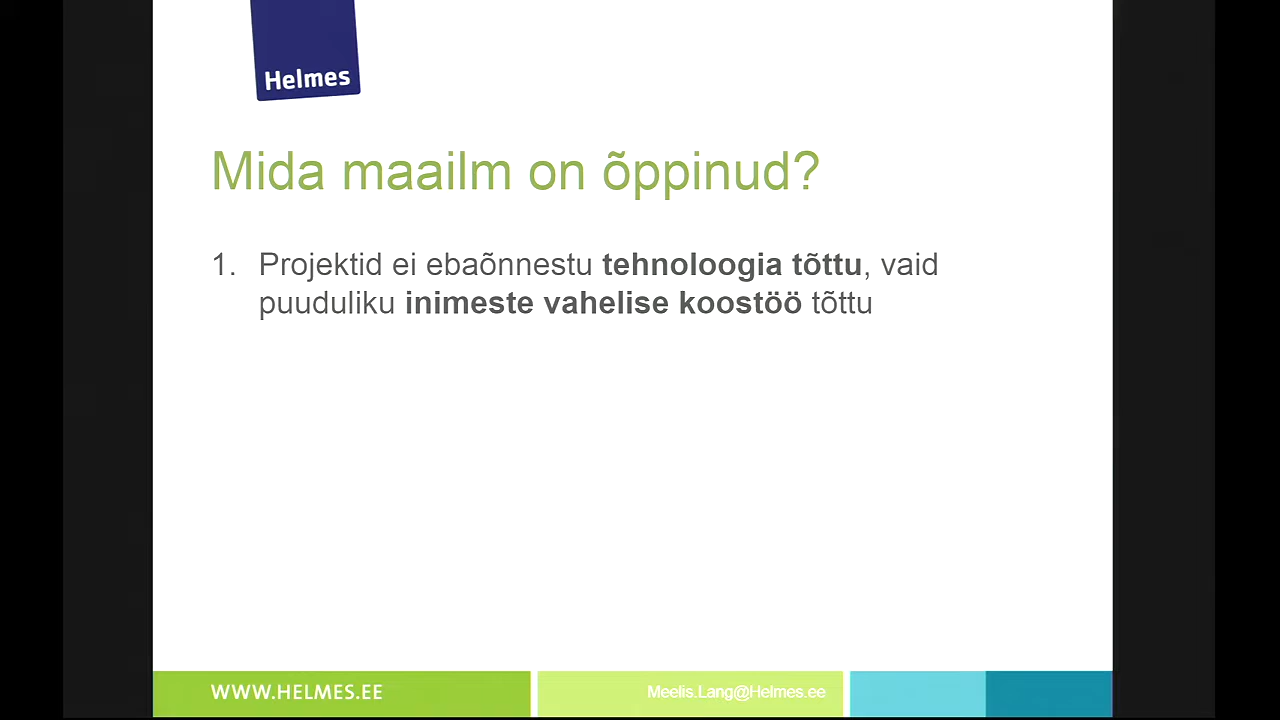 Helmes
Mida maailm on õppinud?
1. Projektid ei ebaõnnestu tehnoloogia tõttu, vaid
puuduliku inimeste vahelise koostöö tõttu
WWW.HELMES.EE
Meelis.Lang@Helmes.ee